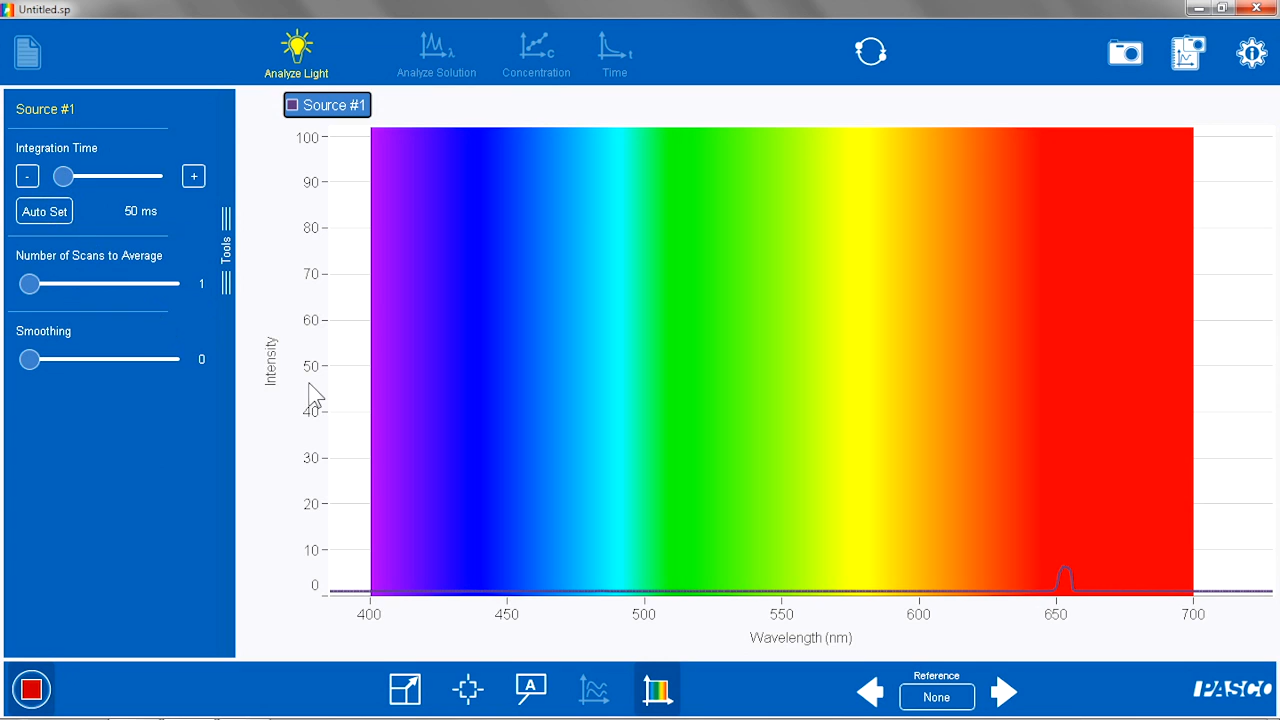 Untitled.sp
Analyze Light
Analyze Solution
Concentration
Time
λ
C
t
Source #1
Source #1
Integration Time
-
+
Auto Set
50 ms
Number of Scans to Average
1
Smoothing
0
Tools
Intensity
100
90
80
70
60
50
40
30
20
10
0
400
450
500
550
600
650
700
Wavelength (nm)
A
Reference
None
PASCO